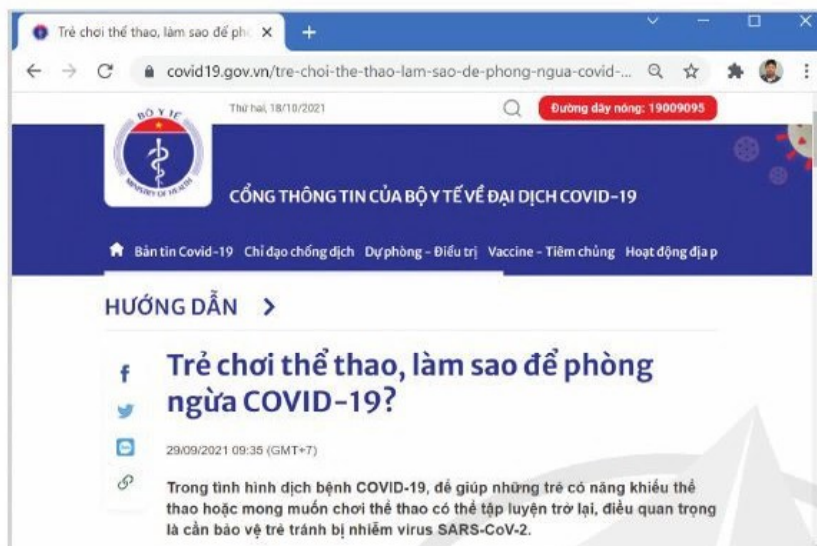 Trẻ chơi thể thao, làm sao để ph
covid19.gov.vn/tre-choi-the-thao-lam-sao-de-phong-ngua-covid-...
BỘ Y TẾ
MINISTRY OF HEALTH
Thứ hai, 18/10/2021
Đường dây nóng: 19009095
CỔNG THÔNG TIN CỦA BỘ Y TẾ VỀ ĐẠI DỊCH COVID-19
Bản tin Covid-19 Chỉ đạo chống dịch Dự phòng - Điều trị Vaccine - Tiêm chủng Hoạt động địa p
HƯỚNG DẪN
Trẻ chơi thể thao, làm sao để phòng
ngừa COVID-19?
29/09/2021 09:35 (GMT+7)
Trong tình hình dịch bệnh COVID-19, để giúp những trẻ có năng khiếu thể
thao hoặc mong muốn chơi thể thao có thể tập luyện trở lại, điều quan trọng
là cần bảo vệ trẻ tránh bị nhiễm virus SARS-CoV-2.